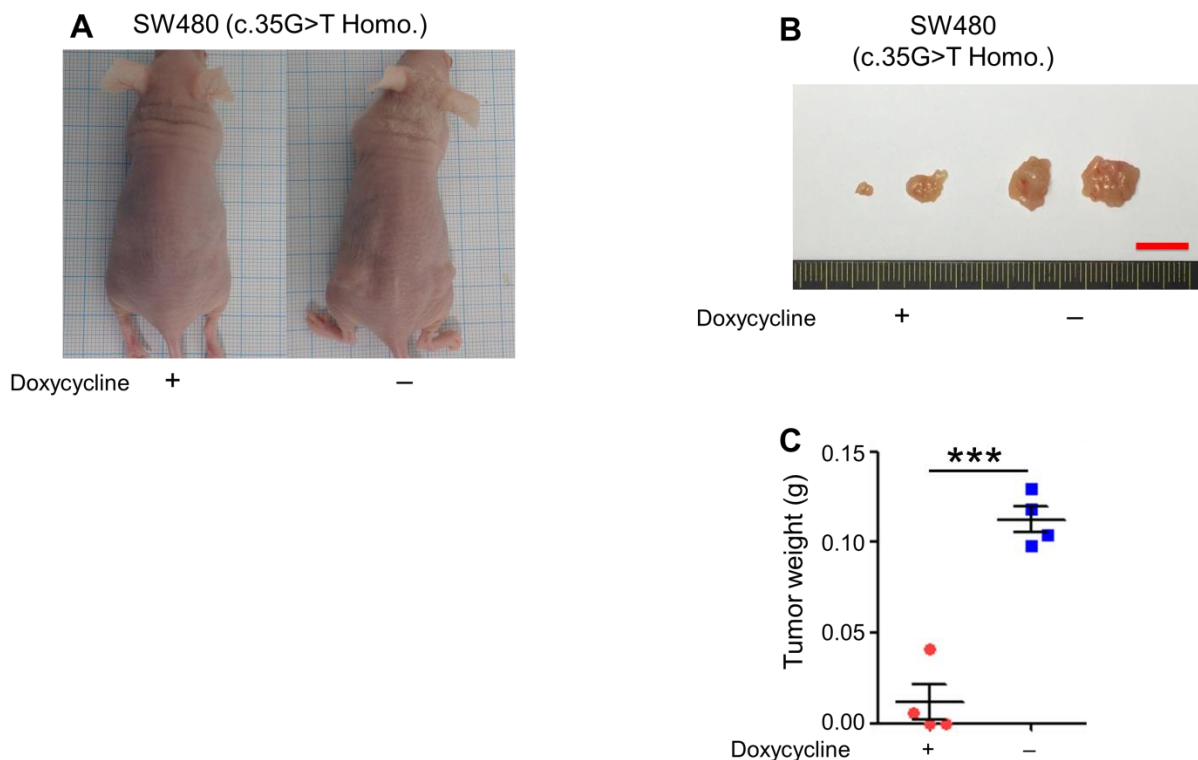 A
SW480 (c.35G>T Homo.)
Doxycycline + –
B
SW480
(c.35G>T Homo.)
Doxycycline + –
C
***
Tumor weight (g)
0.15
0.10
0.05
0.00
Doxycycline + –